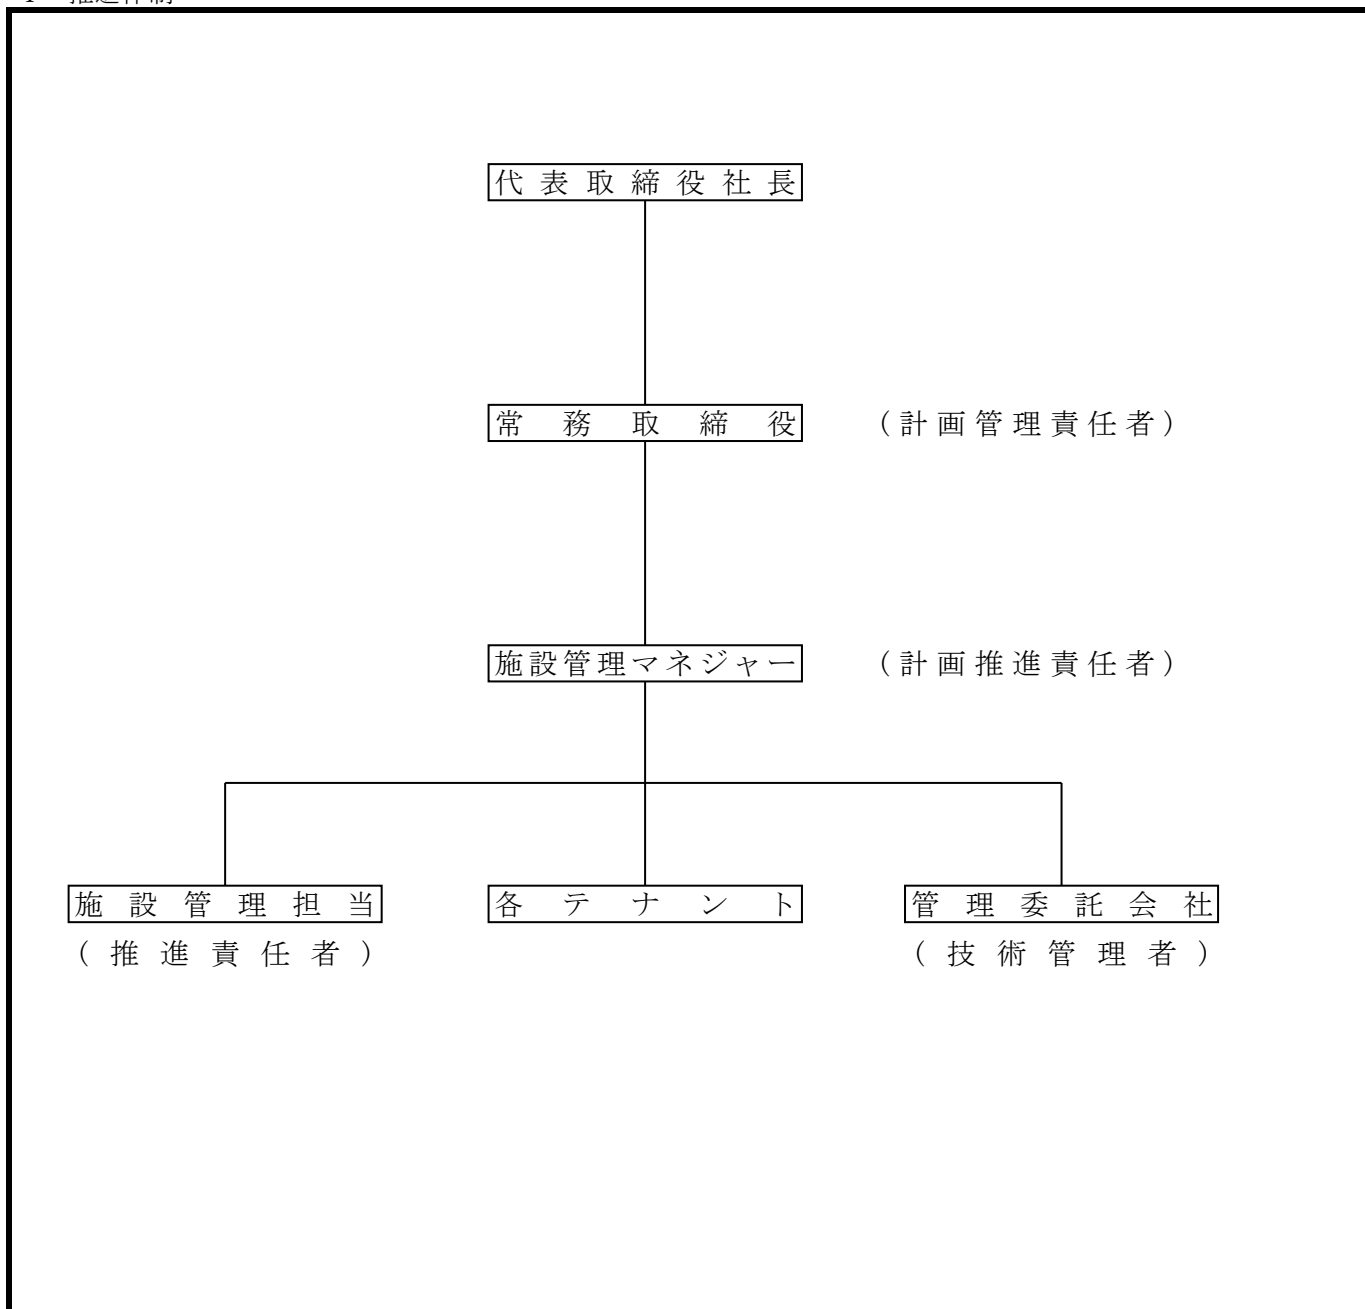 代表取締役社長
常務取締役 (計画管理責任者)
施設管理マネジャー (計画推進責任者)
施設管理担当 各テナント 管理委託会社
(推進責任者) (技術管理者)